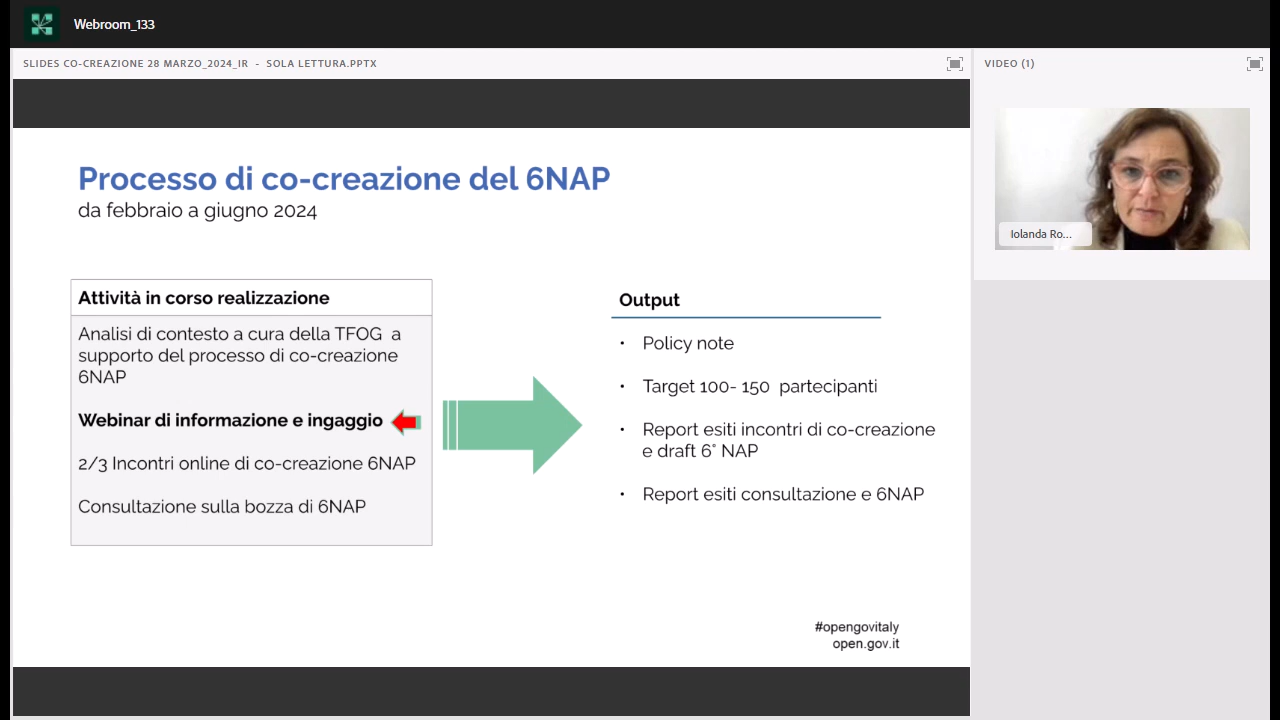 Webroom_133
SLIDES CO-CREAZIONE 28 MARZO_2024_IR - SOLA LETTURA.PPTX
VIDEO (1)
Iolanda Ro...
Processo di co-creazione del 6NAP
da febbraio a giugno 2024
Attività in corso realizzazione
Analisi di contesto a cura della TFOG a
supporto del processo di co-creazione
6NAP
Webinar di informazione e ingaggio
2/3 Incontri online di co-creazione 6NAP
Consultazione sulla bozza di 6NAP
Output
• Policy note
• Target 100- 150 partecipanti
• Report esiti incontri di co-creazione
e draft 6° NAP
• Report esiti consultazione e 6NAP
#opengovitaly
open.gov.it